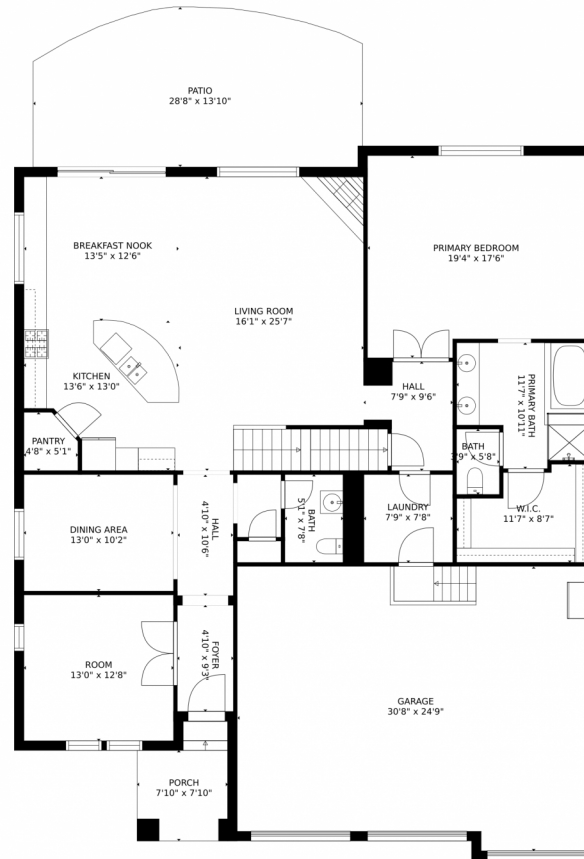 PATIO
28'8" x 13'10"
BREAKFAST NOOK
13'5" x 12'6"
PRIMARY BEDROOM
19'4" x 17'6"
LIVING ROOM
16'1" x 25'7"
KITCHEN
13'6" x 13'0"
HALL
7'9" x 9'6"
PRIMARY BATH
11'7" x 10'11"
PANTRY
4'8" x 5'1"
BATH
3'9" x 5'8"
DINING AREA
13'0" x 10'2"
HALL
4'10" x 10'6"
BATH
5'1" x 7'8"
LAUNDRY
7'9" x 7'8"
W.I.C.
11'7" x 8'7"
ROOM
13'0" x 12'8"
FOYER
4'10" x 9'3"
GARAGE
30'8" x 24'9"
PORCH
7'10" x 7'10"